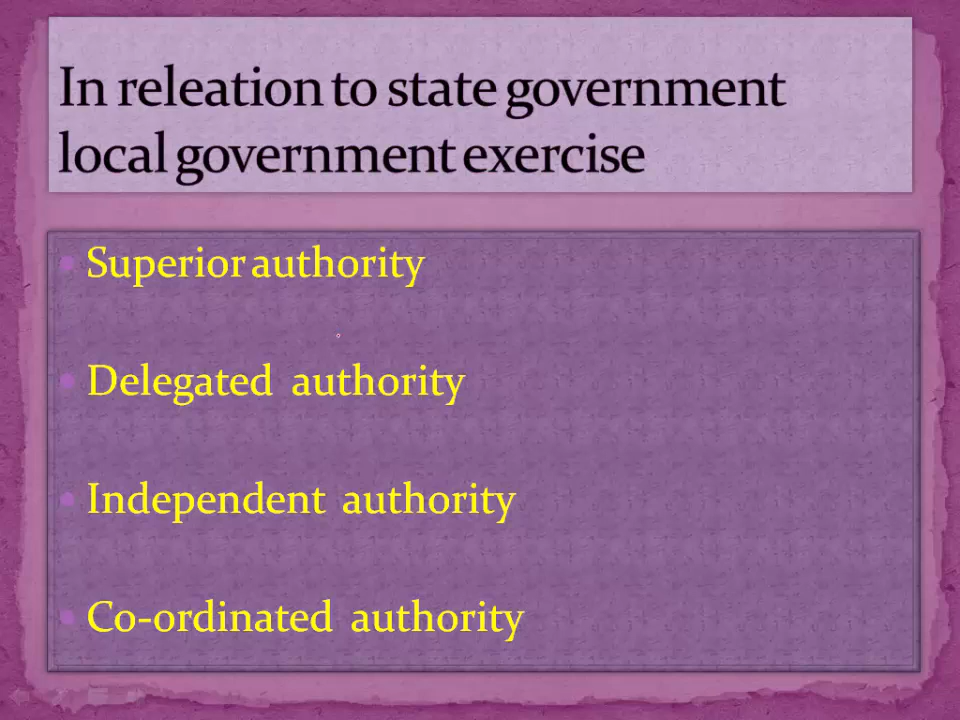 In releation to state government
local government exercise
Superior authority
Delegated authority
Independent authority
Co-ordinated authority